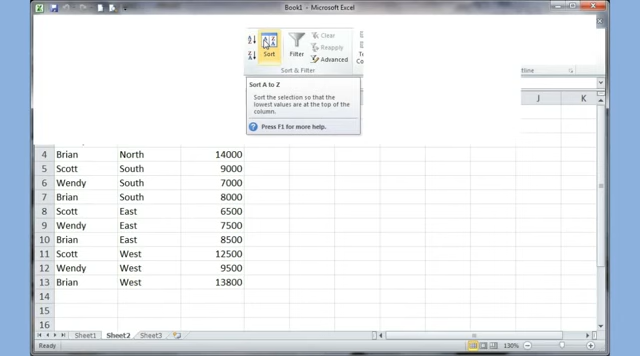 Book1 - Microsoft Excel
Clear
Reapply
Advanced
Sort
Filter
Sort & Filter
Sort A to Z
Sort the selection so that the
lowest values are at the top of the
column.
Press F1 for more help.
J K
4 Brian North 14000
5 Scott South 9000
6 Wendy South 7000
7 Brian South 8000
8 Scott East 6500
9 Wendy East 7500
10 Brian East 8500
11 Scott West 12500
12 Wendy West 9500
13 Brian West 13800
14
15
16
Sheet1 Sheet2 Sheet3
Ready 130%